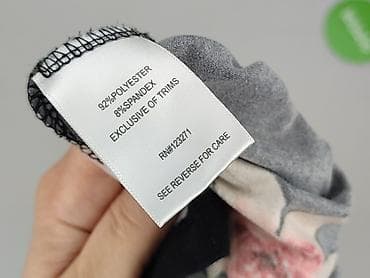 92%POLYESTER
8%SPANDEX
EXCLUSIVE OF TRIMS
RN#123271
SEE REVERSE FOR CARE